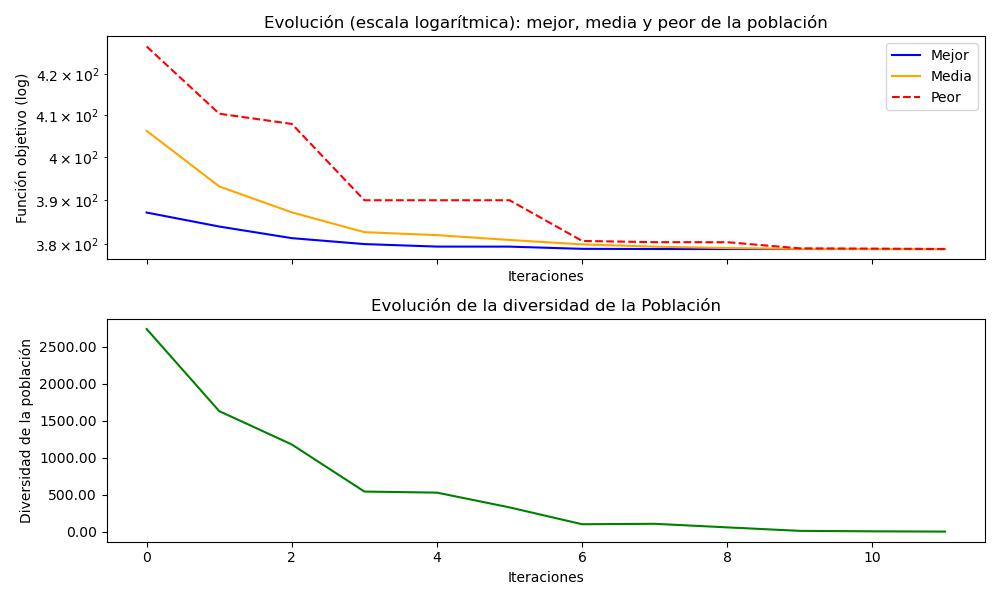 Evolución (escala logarítmica): mejor, media y peor de la población
Función objetivo (log)
4.2 × 10²
4.1 × 10²
4 × 10²
3.9 × 10²
3.8 × 10²
Mejor
Media
Peor
Iteraciones
Evolución de la diversidad de la Población
Diversidad de la población
2500.00
2000.00
1500.00
1000.00
500.00
0.00
0 2 4 6 8 10
Iteraciones